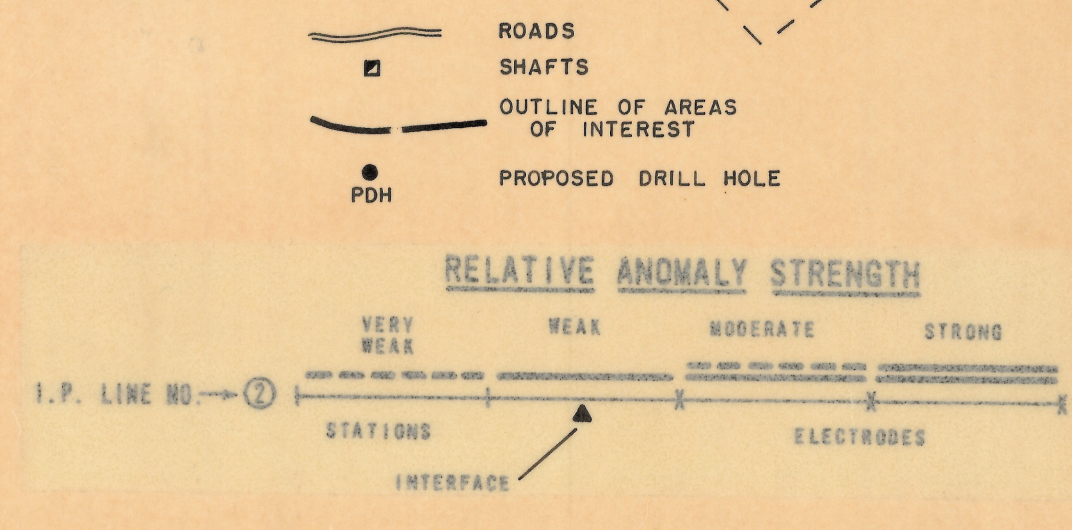 ROADS
SHAFTS
OUTLINE OF AREAS
OF INTEREST
PDH
PROPOSED DRILL HOLE
RELATIVE ANOMALY STRENGTH
VERY
WEAK
WEAK
MODERATE
STRONG
I.P. LINE NO. → ②
X X X
STATIONS
ELECTRODES
INTERFACE